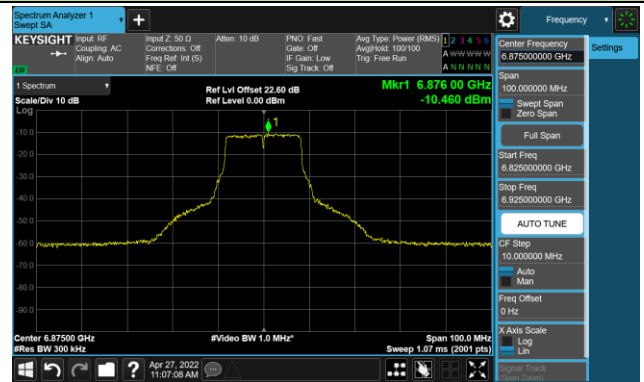 Spectrum Analyzer 1
Swept SA
+
Frequency
KEYSIGHT
Input: RF
Coupling: AC
Align: Auto
Input Z: 50 Ω
Corrections: Off
Freq Ref: Int (S)
NFE: Off
Atten: 10 dB
PNO: Fast
Gate: Off
IF Gain: Low
Sig Track: Off
Avg Type: Power (RMS)
Avg|Hold: 100/100
Trig: Free Run
1 2 3 4 5 6
A W W W W W
A N N N N N
LW
1 Spectrum
Scale/Div 10 dB
Log
Ref Lvl Offset 22.60 dB
Ref Level 0.00 dBm
Mkr1 6.876 00 GHz
-10.460 dBm
1
-10.0
-20.0
-30.0
-40.0
-50.0
-60.0
-70.0
-80.0
-90.0
Center 6.87500 GHz
#Res BW 300 kHz
#Video BW 1.0 MHz*
Span 100.0 MHz
Sweep 1.07 ms (2001 pts)
Center Frequency
6.875000000 GHz
Settings
Span
100.000000 MHz
Swept Span
Zero Span
Full Span
Start Freq
6.825000000 GHz
Stop Freq
6.925000000 GHz
AUTO TUNE
CF Step
10.000000 MHz
Auto
Man
Freq Offset
0 Hz
X Axis Scale
Log
Lin
Signal Track
(Span Zoom)
?
Apr 27, 2022
11:07:08 AM